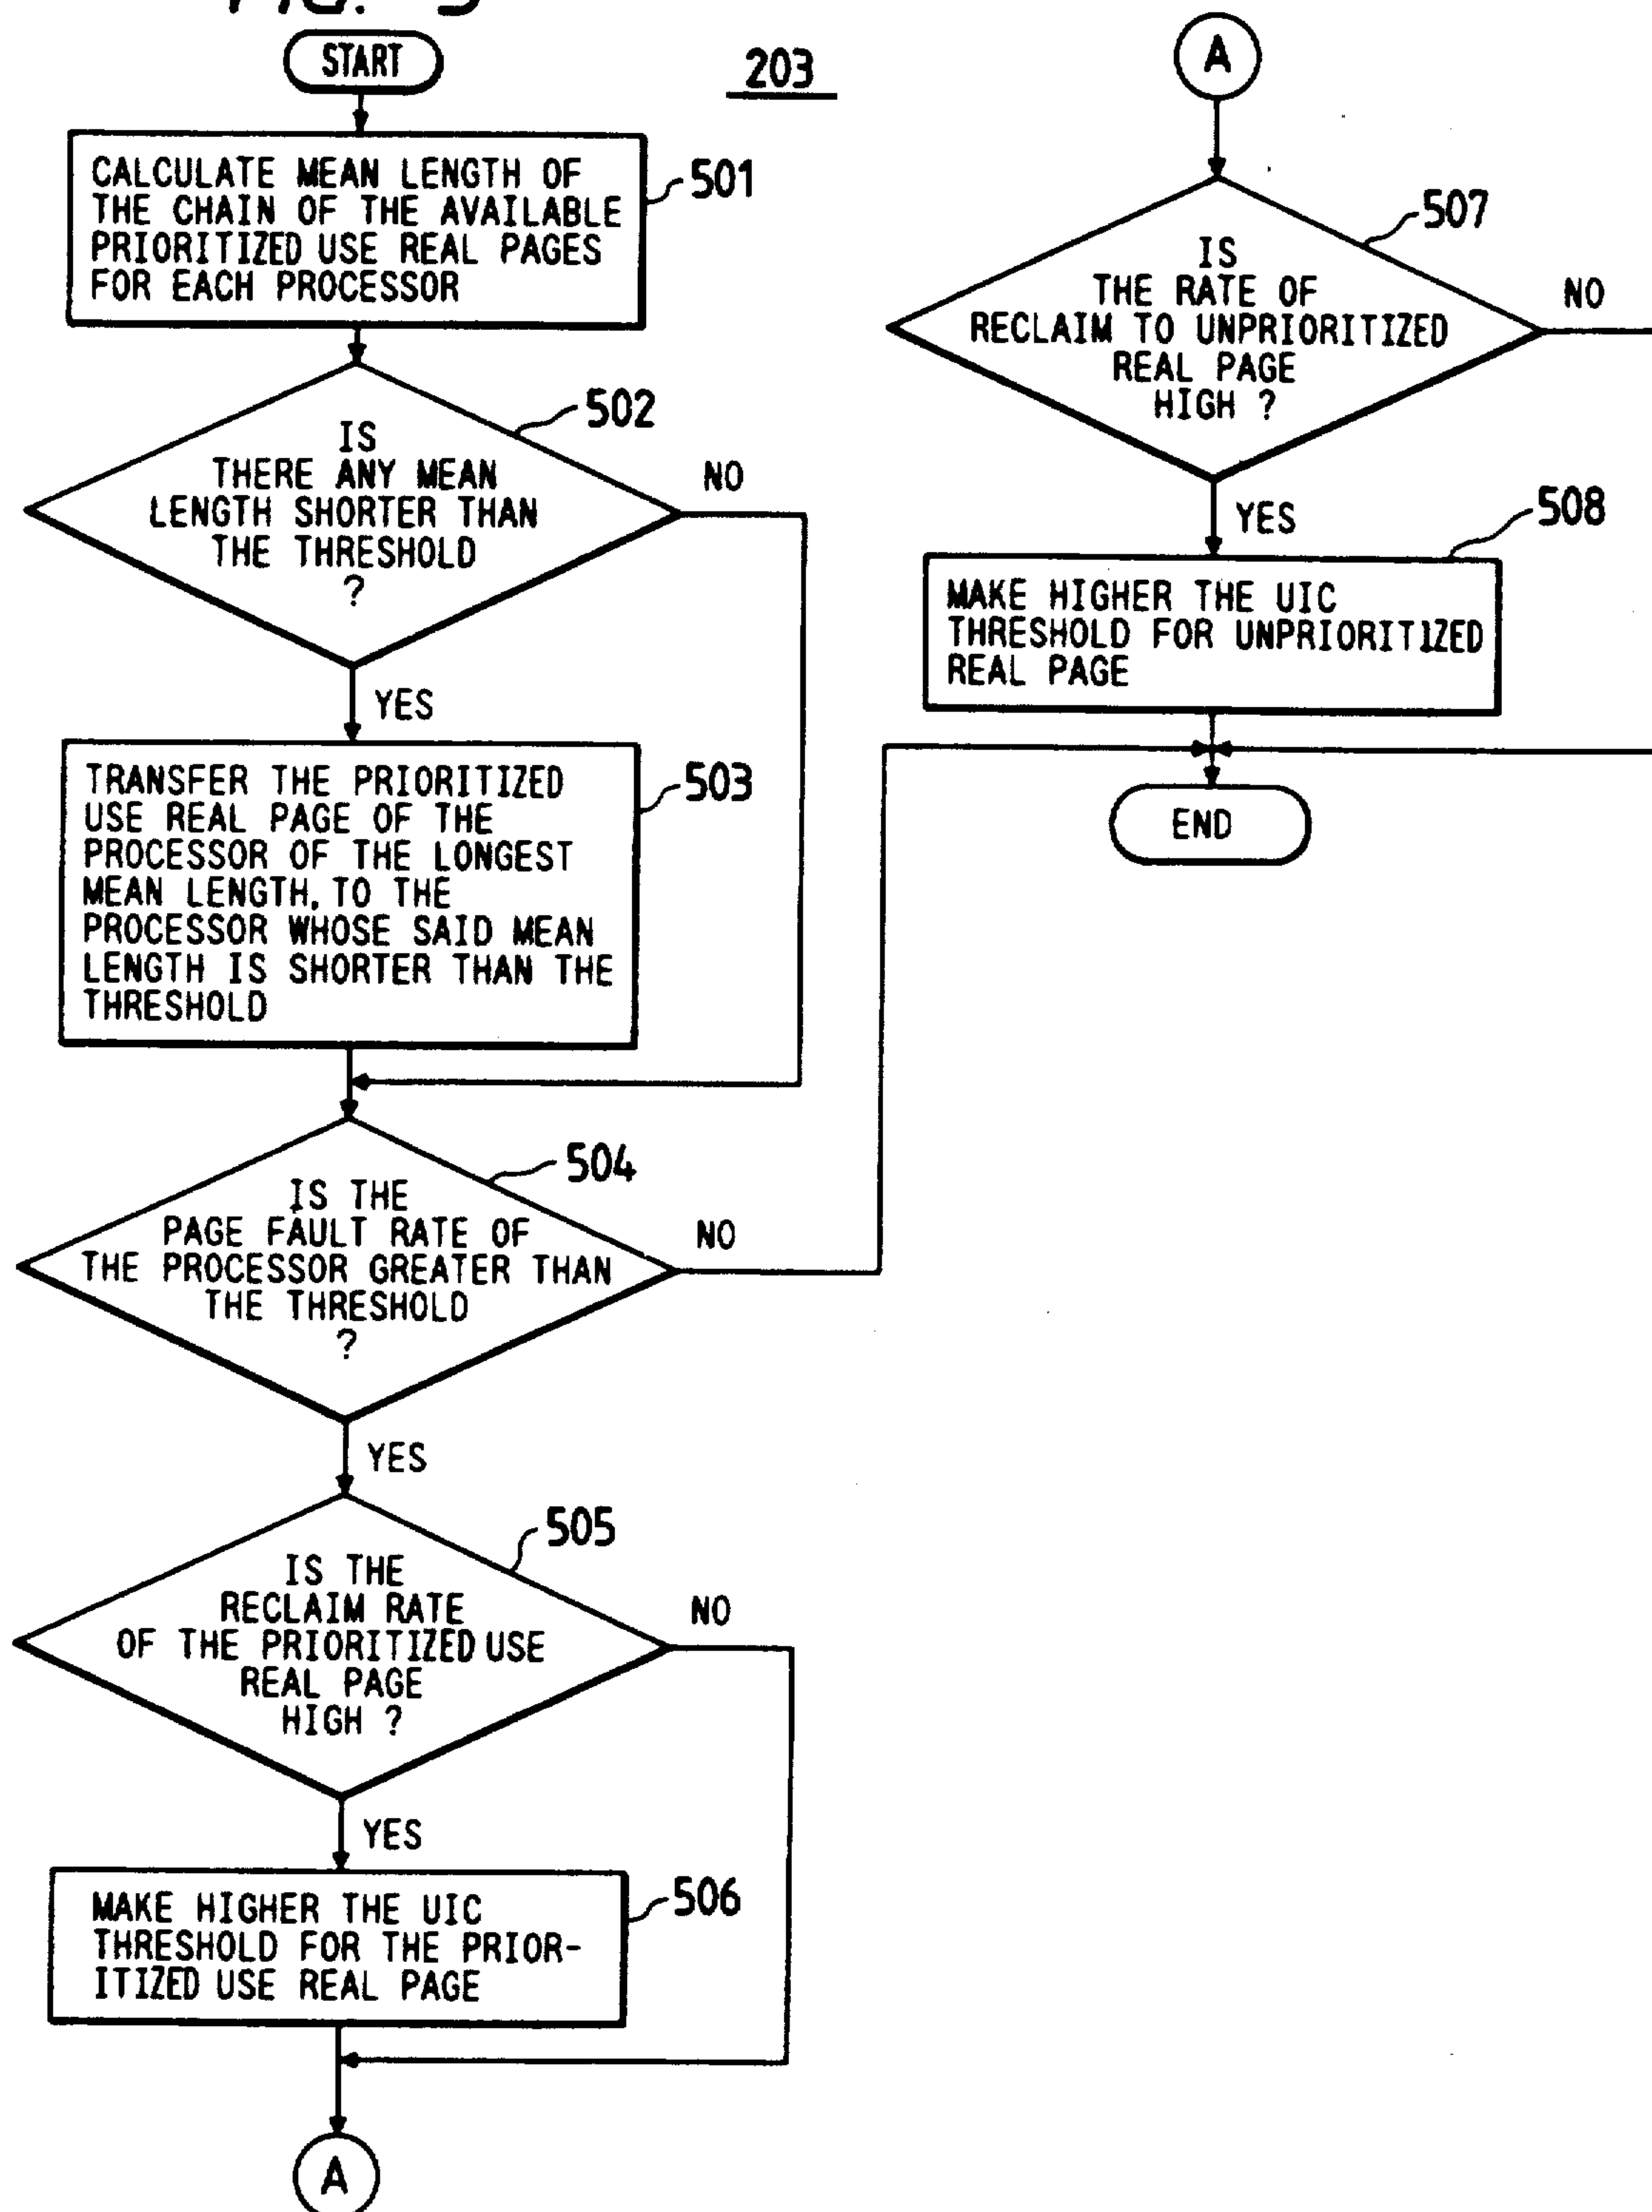 FIG. 5
START
203
CALCULATE MEAN LENGTH OF
THE CHAIN OF THE AVAILABLE
PRIORITIZED USE REAL PAGES
FOR EACH PROCESSOR
501
IS
THERE ANY MEAN
LENGTH SHORTER THAN
THE THRESHOLD
?
502
NO
YES
TRANSFER THE PRIORITIZED
USE REAL PAGE OF THE
PROCESSOR OF THE LONGEST
MEAN LENGTH, TO THE
PROCESSOR WHOSE SAID MEAN
LENGTH IS SHORTER THAN THE
THRESHOLD
503
IS THE
PAGE FAULT RATE OF
THE PROCESSOR GREATER THAN
THE THRESHOLD
?
504
NO
YES
IS THE
RECLAIM RATE
OF THE PRIORITIZED USE
REAL PAGE
HIGH ?
505
NO
YES
MAKE HIGHER THE UIC
THRESHOLD FOR THE PRIOR-
ITIZED USE REAL PAGE
506
A
A
IS
THE RATE OF
RECLAIM TO UNPRIORITIZED
REAL PAGE
HIGH ?
507
NO
YES
MAKE HIGHER THE UIC
THRESHOLD FOR UNPRIORITIZED
REAL PAGE
508
END